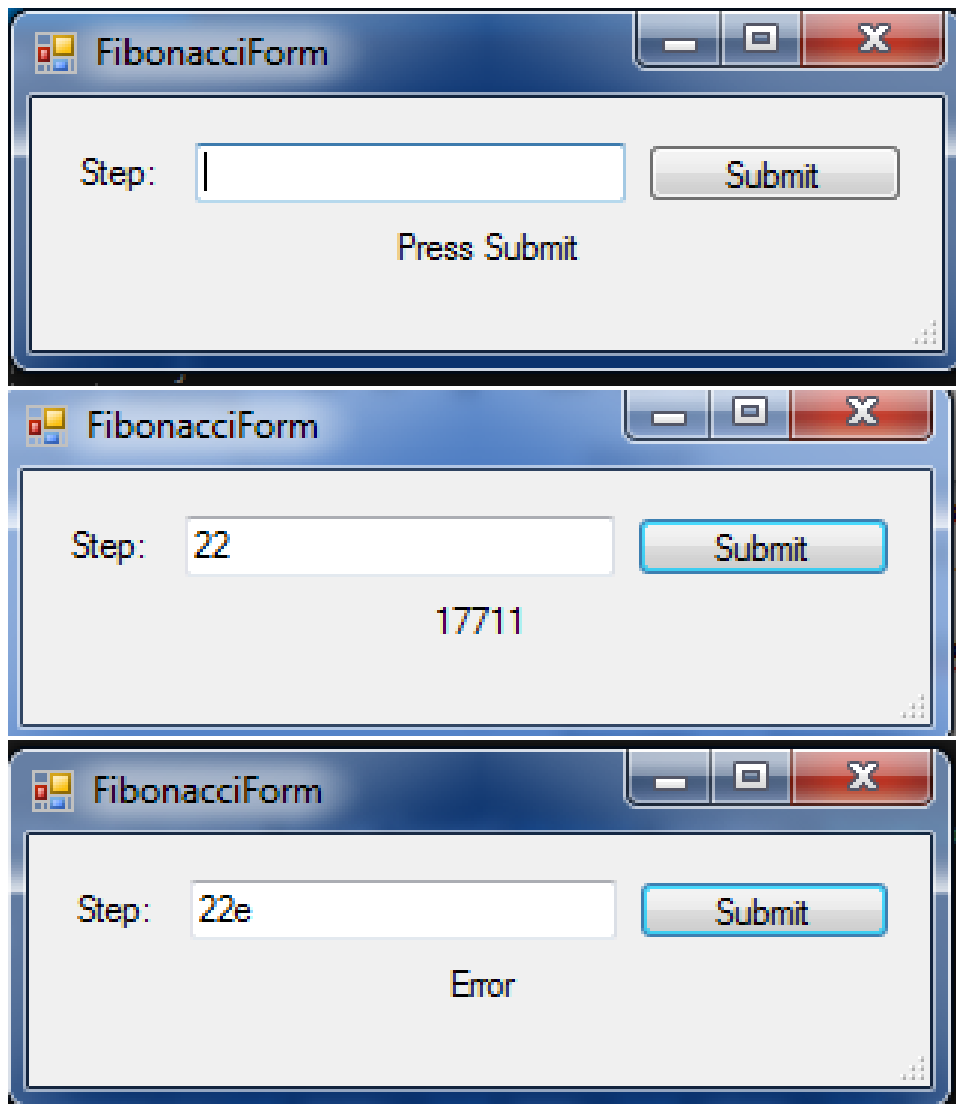 FibonacciForm
Step: Submit
Press Submit
FibonacciForm
Step: 22 Submit
17711
FibonacciForm
Step: 22e Submit
Error